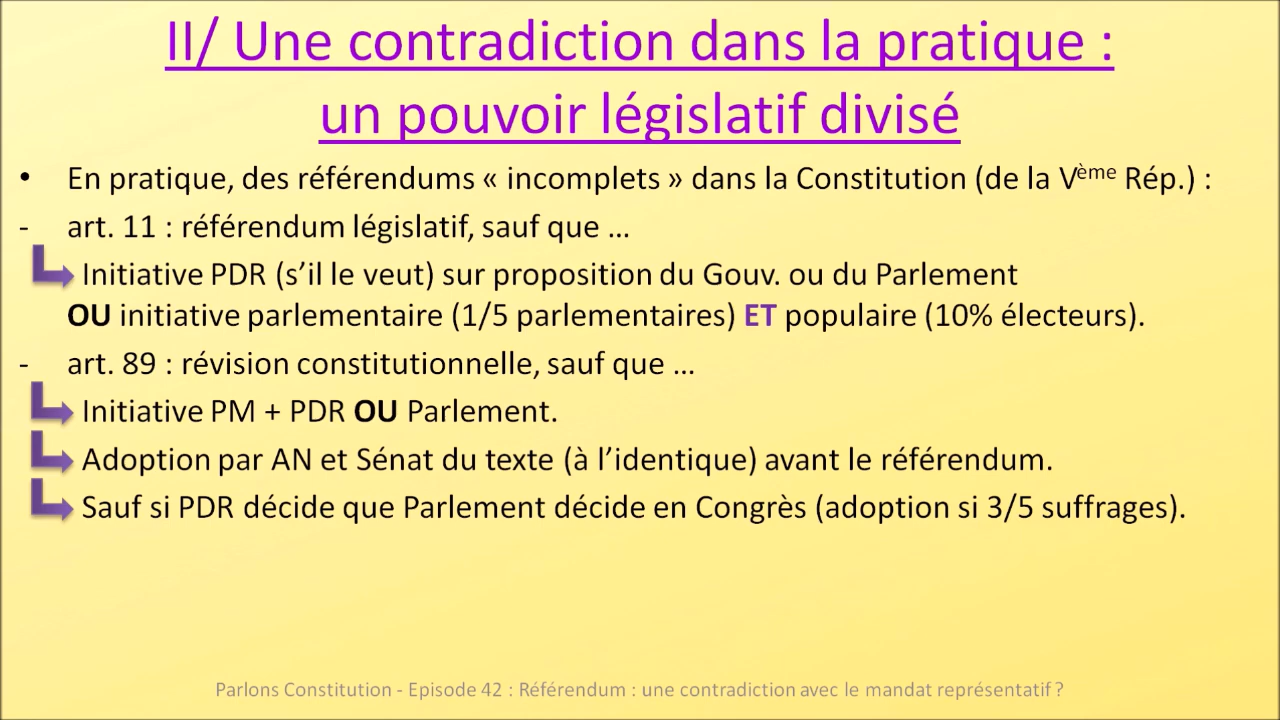 II/ Une contradiction dans la pratique :
un pouvoir législatif divisé
• En pratique, des référendums « incomplets » dans la Constitution (de la Vème Rép.) :
- art. 11 : référendum législatif, sauf que ...
Initiative PDR (s’il le veut) sur proposition du Gouv. ou du Parlement
OU initiative parlementaire (1/5 parlementaires) ET populaire (10% électeurs).
- art. 89 : révision constitutionnelle, sauf que ...
Initiative PM + PDR OU Parlement.
Adoption par AN et Sénat du texte (à l’identique) avant le référendum.
Sauf si PDR décide que Parlement décide en Congrès (adoption si 3/5 suffrages).
Parlons Constitution - Episode 42 : Référendum : une contradiction avec le mandat représentatif ?